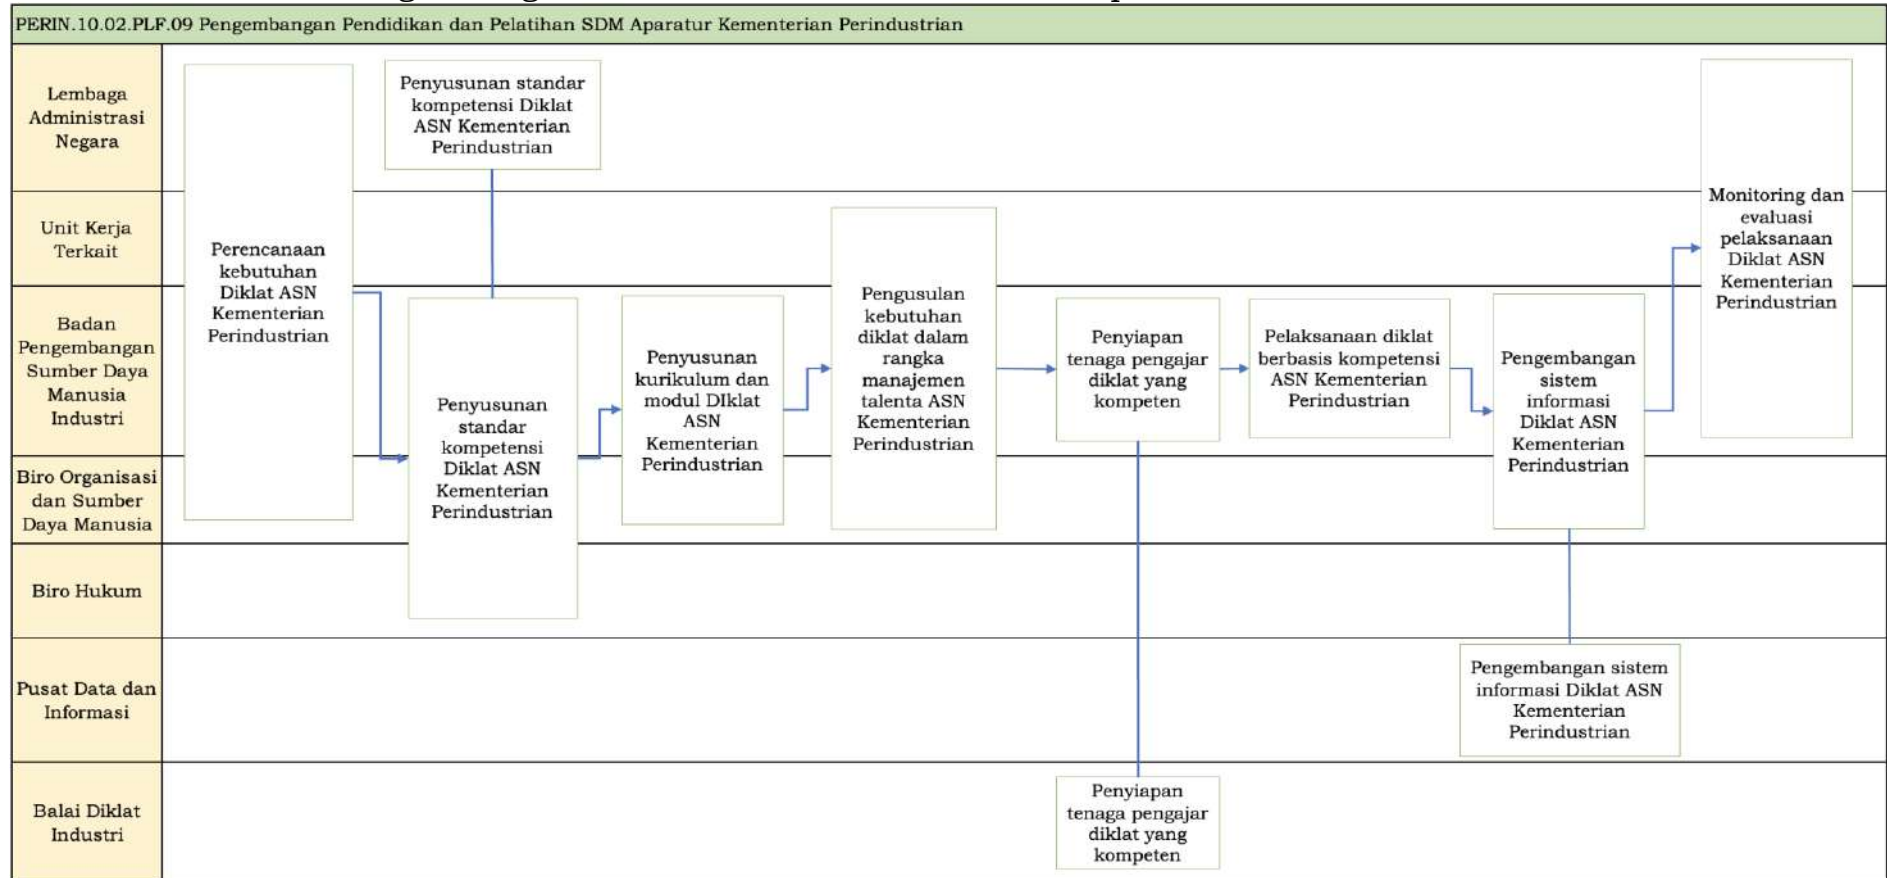 PERIN.10.02.PLF.09 Pengembangan Pendidikan dan Pelatihan SDM Aparatur Kementerian Perindustrian
Lembaga
Administrasi
Negara
Unit Kerja
Terkait
Badan
Pengembangan
Sumber Daya
Manusia
Industri
Biro Organisasi
dan Sumber
Daya Manusia
Biro Hukum
Pusat Data dan
Informasi
Balai Diklat
Industri
Perencanaan
kebutuhan
Diklat ASN
Kementerian
Perindustrian
Penyusunan standar
kompetensi Diklat
ASN Kementerian
Perindustrian
Penyusunan
standar
kompetensi
Diklat ASN
Kementerian
Perindustrian
Penyusunan
kurikulum dan
modul DIklat
ASN
Kementerian
Perindustrian
Pengusulan
kebutuhan
diklat dalam
rangka
manajemen
talenta ASN
Kementerian
Perindustrian
Penyiapan
tenaga pengajar
diklat yang
kompeten
Penyiapan
tenaga pengajar
diklat yang
kompeten
Pelaksanaan diklat
berbasis kompetensi
ASN Kementerian
Perindustrian
Pengembangan
sistem
informasi
Diklat ASN
Kementerian
Perindustrian
Pengembangan sistem
informasi Diklat ASN
Kementerian
Perindustrian
Monitoring dan
evaluasi
pelaksanaan
Diklat ASN
Kementerian
Perindustrian